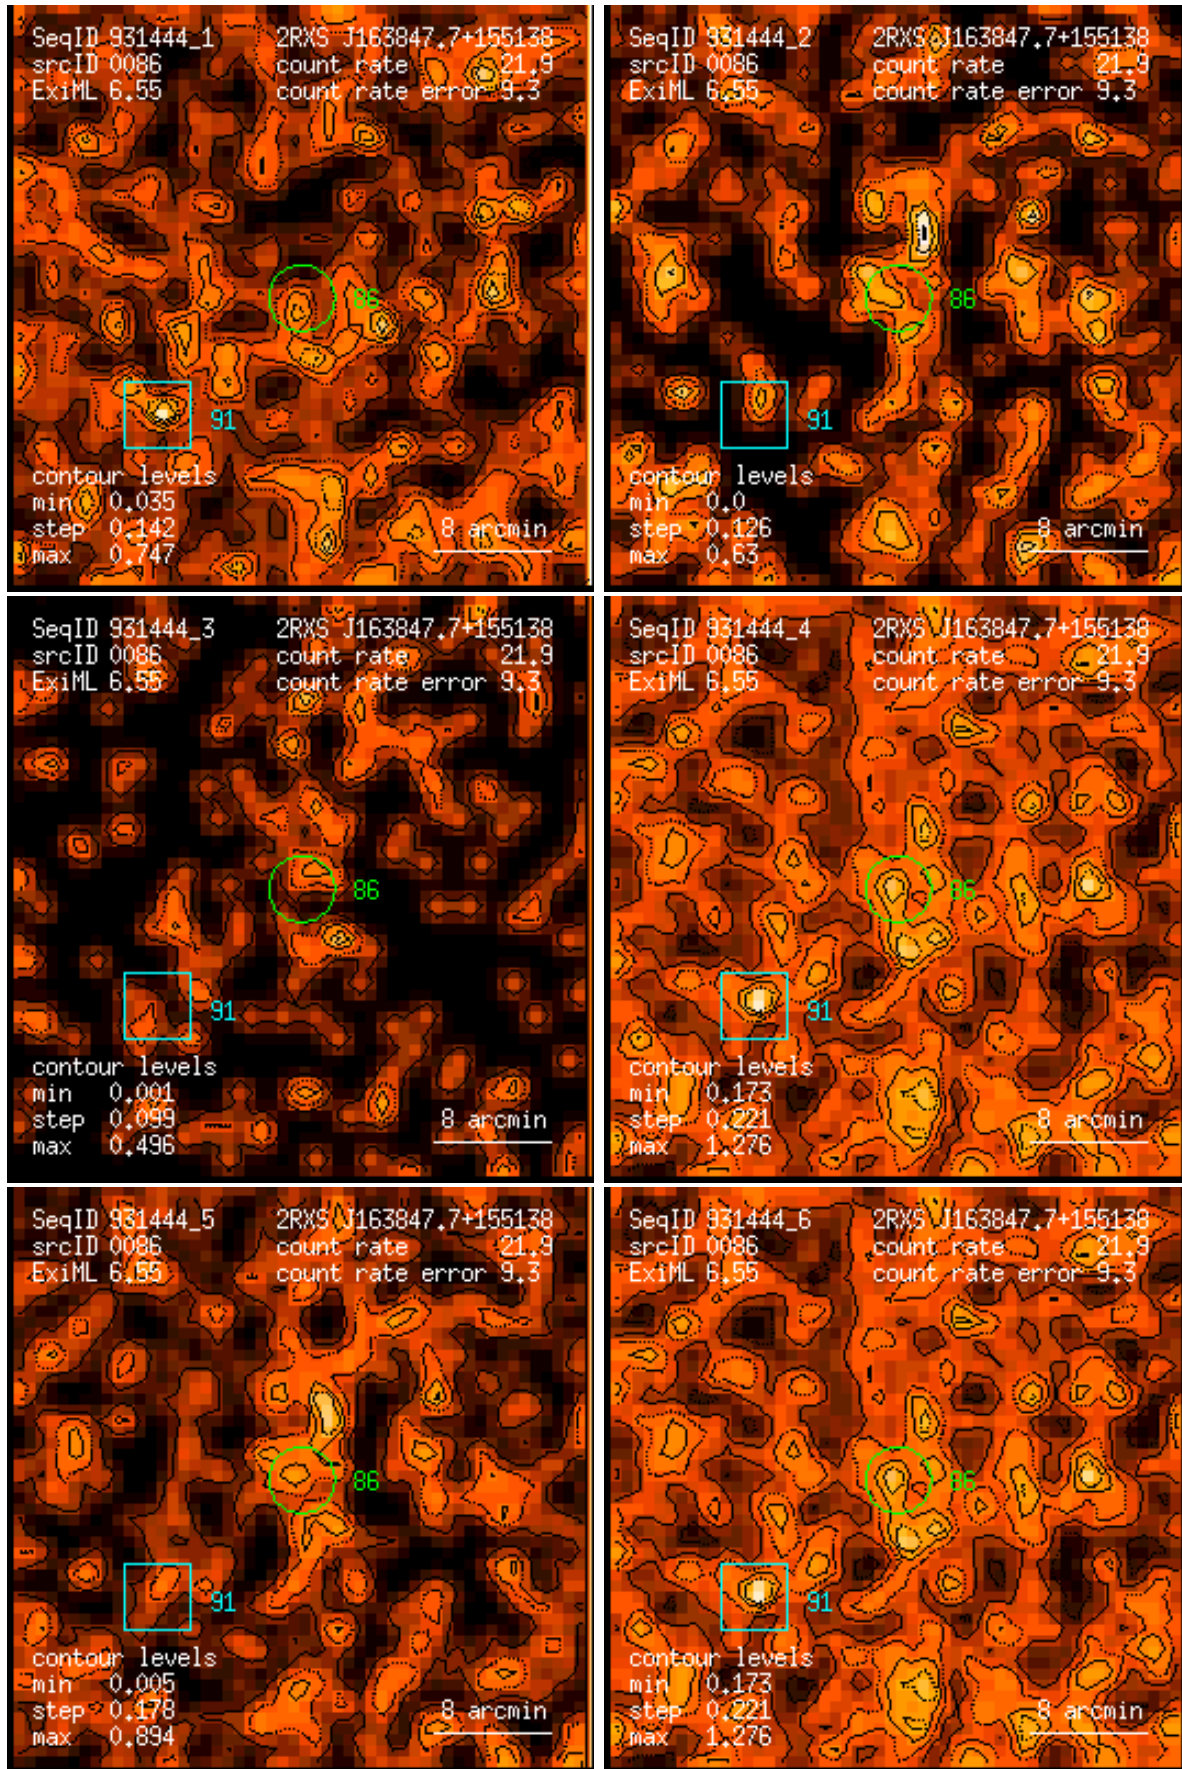 SeqID 931444_1 2RXS J163847.7+155138
srcID 0086 count rate 21.9
ExiML 6.55 count rate error 9.3
86
91
contour levels
min 0.035
step 0.142 8 arcmin
max 0.747
SeqID 931444_2 2RXS J163847.7+155138
srcID 0086 count rate 21.9
ExiML 6.55 count rate error 9.3
86
91
contour levels
min 0.0
step 0.126 8 arcmin
max 0.63
SeqID 931444_3 2RXS J163847.7+155138
srcID 0086 count rate 21.9
ExiML 6.55 count rate error 9.3
86
91
contour levels
min 0.001
step 0.099 8 arcmin
max 0.496
SeqID 931444_4 2RXS J163847.7+155138
srcID 0086 count rate 21.9
ExiML 6.55 count rate error 9.3
86
91
contour levels
min 0.173
step 0.221 8 arcmin
max 1.276
SeqID 931444_5 2RXS J163847.7+155138
srcID 0086 count rate 21.9
ExiML 6.55 count rate error 9.3
86
91
contour levels
min 0.005
step 0.178 8 arcmin
max 0.894
SeqID 931444_6 2RXS J163847.7+155138
srcID 0086 count rate 21.9
ExiML 6.55 count rate error 9.3
86
91
contour levels
min 0.173
step 0.221 8 arcmin
max 1.276